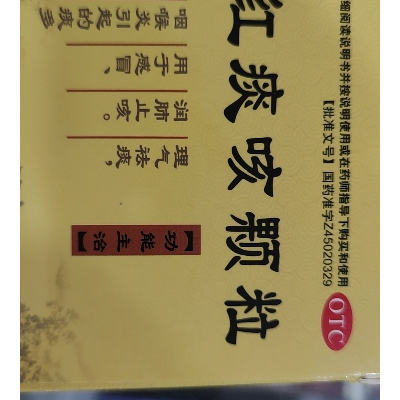 细阅读说明书并按说明使用或在药师指导下购买和使用
【批准文号】国药准字Z45020329
OTC
红痰咳颗粒
【功能主治】
理气祛痰，
润肺止咳。
用于感冒、
咽喉炎引起的痰多